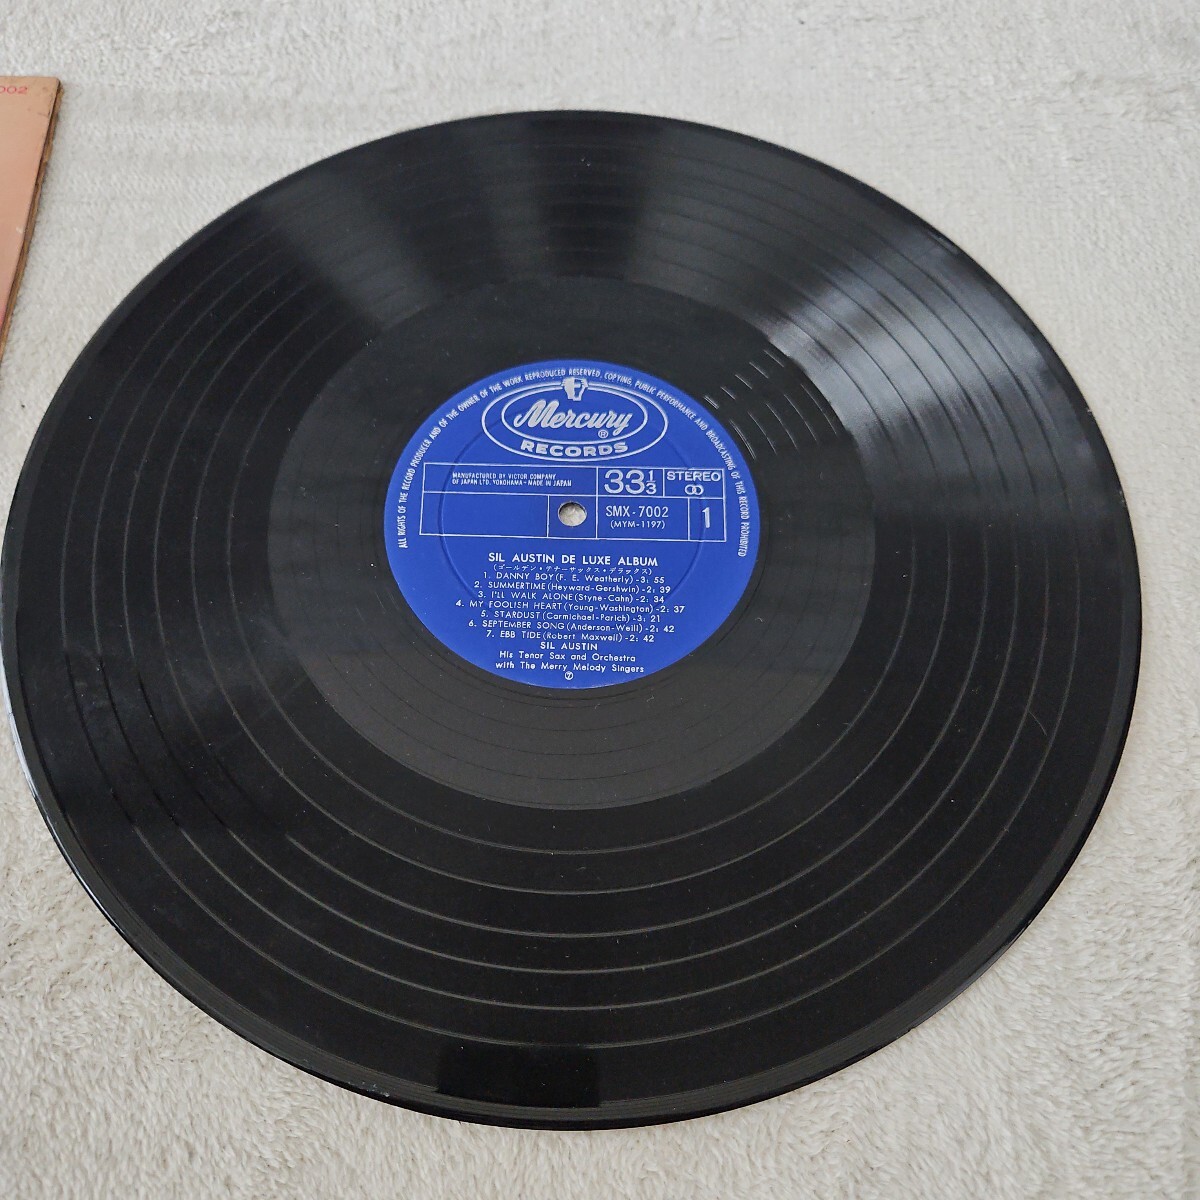 002
ALL RIGHTS OF THE RECORD PRODUCER AND OF THE OWNER OF THE WORK REPRODUCED RESERVED, COPYING, PUBLIC PERFORMANCE AND BROADCASTING OF THIS RECORD PROHIBITED
Mercury ®
RECORDS
MANUFACTURED BY VICTOR COMPANY
OF JAPAN LTD. YOKOHAMA-MADE IN JAPAN
33⅓
STEREO
SMX-7002
(MYM-1197)
1
SIL AUSTIN DE LUXE ALBUM
(ゴールデン・テナーサックス・デラックス)
1. DANNY BOY (F. E. Weatherly)-3:55
2. SUMMERTIME (Heyward-Gershwin)-2:39
3. I'LL WALK ALONE (Styne-Cahn)-2:34
4. MY FOOLISH HEART (Young-Washington)-2:37
5. STARDUST (Carmichael-Parich)-3:21
6. SEPTEMBER SONG (Anderson-Weill)-2:42
7. EBB TIDE (Robert Maxwell)-2:42
SIL AUSTIN
His Tenor Sax and Orchestra
with The Merry Melody Singers
⑦